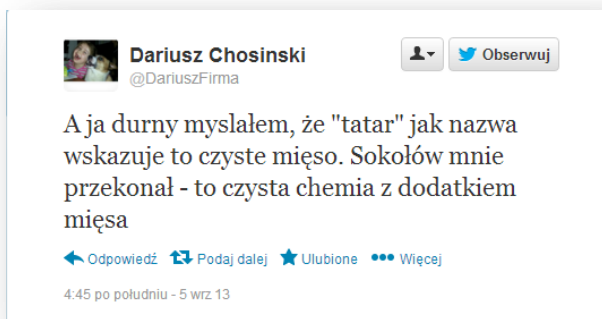 Dariusz Chosinski
@DariuszFirma
Obserwuj
A ja durny myslałem, że "tatar" jak nazwa
wskazuje to czyste mięso. Sokołów mnie
przekonał - to czysta chemia z dodatkiem
mięsa
Odpowiedź Podaj dalej Ulubione Więcej
4:45 po południu - 5 wrz 13